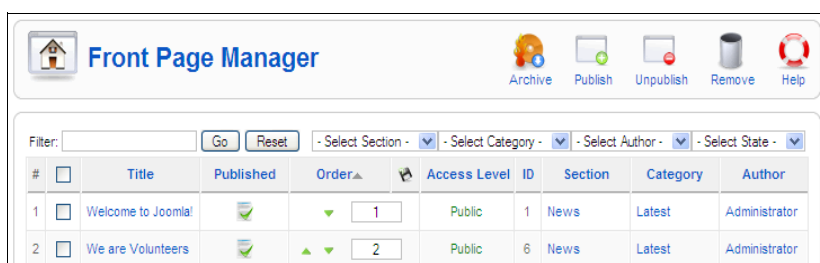 Front Page Manager
Archive Publish Unpublish Remove Help
Filter: Go Reset - Select Section - - Select Category - - Select Author - - Select State -
# Title Published Order Access Level ID Section Category Author
1 Welcome to Joomla! 1 Public 1 News Latest Administrator
2 We are Volunteers 2 Public 6 News Latest Administrator